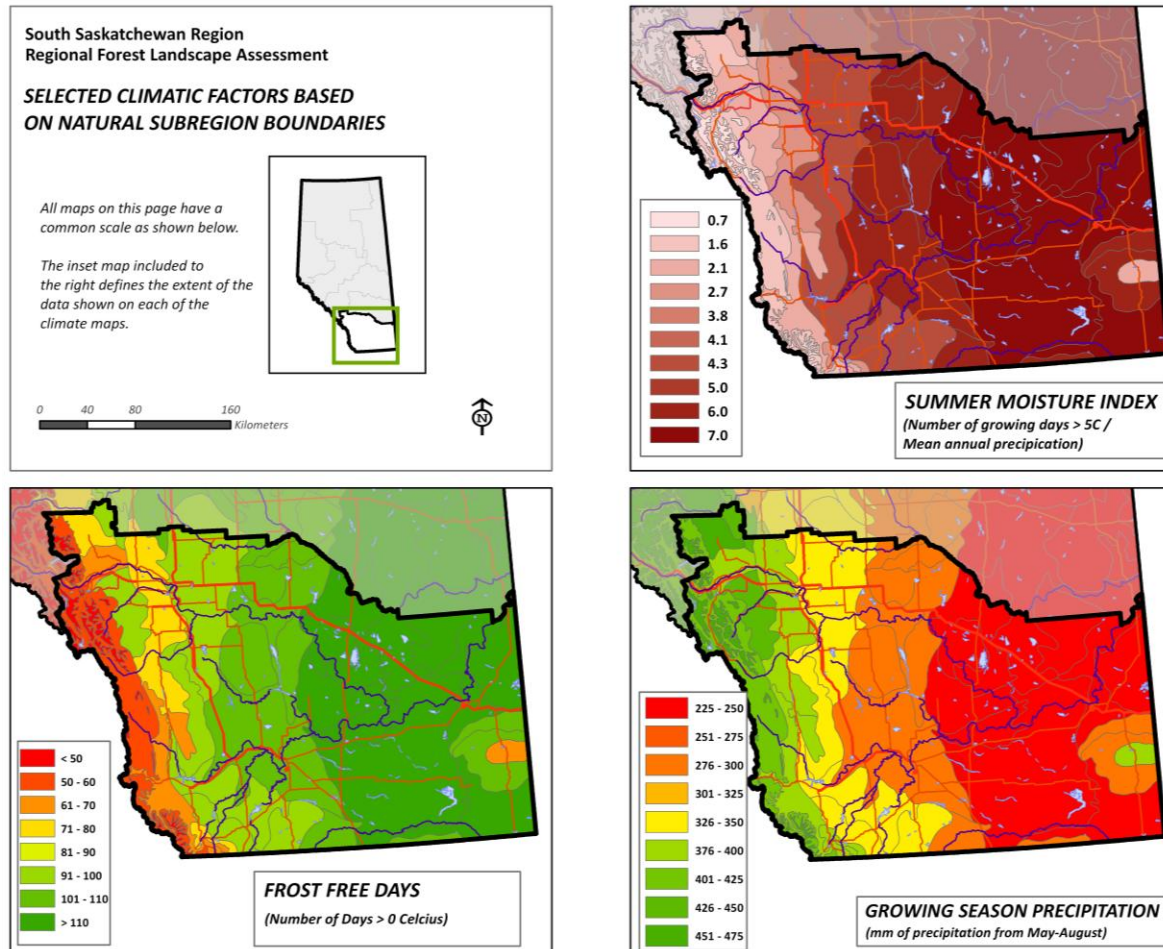 South Saskatchewan Region
Regional Forest Landscape Assessment
SELECTED CLIMATIC FACTORS BASED
ON NATURAL SUBREGION BOUNDARIES
All maps on this page have a
common scale as shown below.
The inset map included to
the right defines the extent of the
data shown on each of the
climate maps.
0 40 80 160
Kilometers
N
0.7
1.6
2.1
2.7
3.8
4.1
4.3
5.0
6.0
7.0
SUMMER MOISTURE INDEX
(Number of growing days > 5C /
Mean annual precipication)
< 50
50 - 60
61 - 70
71 - 80
81 - 90
91 - 100
101 - 110
> 110
FROST FREE DAYS
(Number of Days > 0 Celcius)
225 - 250
251 - 275
276 - 300
301 - 325
326 - 350
376 - 400
401 - 425
426 - 450
451 - 475
GROWING SEASON PRECIPITATION
(mm of precipitation from May-August)